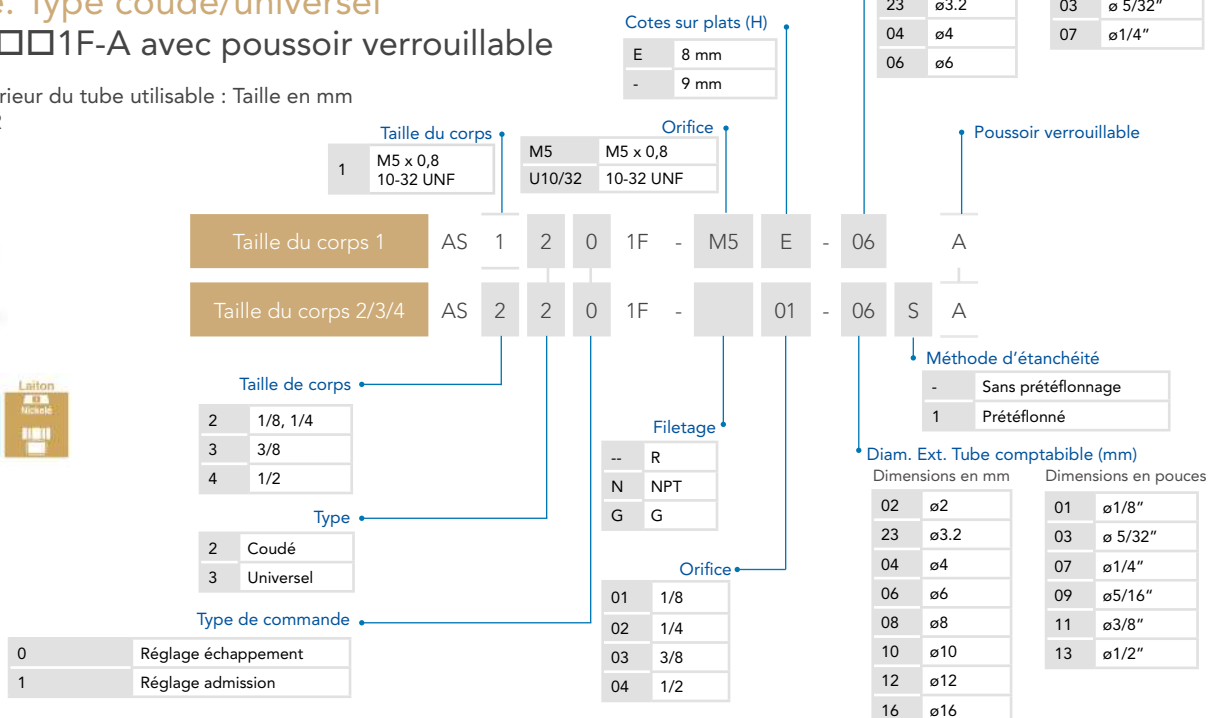 e. Type coudé/universel
□□1F-A avec poussoir verrouillable
rieur du tube utilisable : Taille en mm
Cotes sur plats (H)
E 8 mm
- 9 mm
23 ø3.2
04 ø4
06 ø6
03 ø 5/32"
07 ø1/4"
Taille du corps
1 M5 x 0,8
10-32 UNF
Orifice
M5 M5 x 0,8
U10/32 10-32 UNF
Poussoir verrouillable
Taille du corps 1 AS 1 2 0 1F - M5 E - 06 A
Taille du corps 2/3/4 AS 2 2 0 1F - 01 - 06 S A
Laiton
Nickelé
Taille de corps
2 1/8, 1/4
3 3/8
4 1/2
Type
2 Coudé
3 Universel
Type de commande
0 Réglage échappement
1 Réglage admission
Filetage
-- R
N NPT
G G
Orifice
01 1/8
02 1/4
03 3/8
04 1/2
Méthode d'étanchéité
- Sans prétéflonnage
1 Prétéflonné
Diam. Ext. Tube comptabible (mm)
Dimensions en mm
02 ø2
23 ø3.2
04 ø4
06 ø6
08 ø8
10 ø10
12 ø12
16 ø16
Dimensions en pouces
01 ø1/8"
03 ø 5/32"
07 ø1/4"
09 ø5/16"
11 ø3/8"
13 ø1/2"